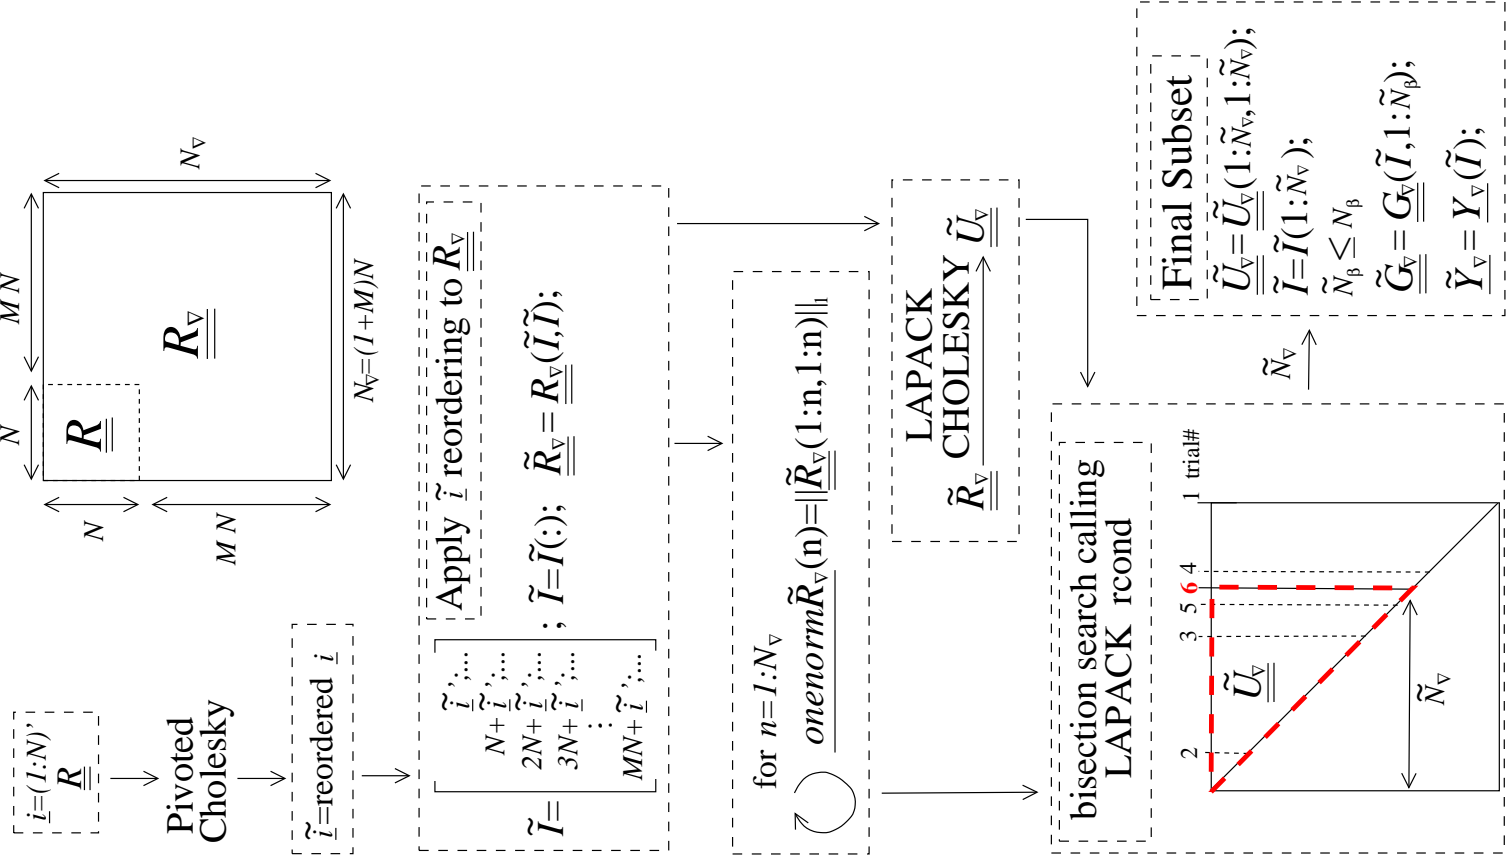 i=(1:N)'
R
Pivoted
Cholesky
ĩ=reordered i
N
M N
N
M N
R
R∇
N∇
N∇=(1+M)N
Apply ĩ reordering to R∇
Ĩ= [ ĩ',....
N+ĩ',....
2N+ĩ',....
3N+ĩ',....
⋮
MN+ĩ',.... ] ; Ĩ=Ĩ(:); R̃∇=R∇(Ĩ,Ĩ);
for n=1:N∇
onenormR̃∇(n)=||R̃∇(1:n,1:n)||₁
LAPACK
CHOLESKY
R̃∇
Ũ∇
bisection search calling
LAPACK rcond
2 3 5 6 4 1 trial#
Ũ∇
Ñ∇
Ñ∇
Final Subset
Ũ∇=Ũ∇(1:Ñ∇,1:Ñ∇);
Ĩ=Ĩ(1:Ñ∇);
Ñβ ≤ Nβ
G̃∇=G∇(Ĩ,1:Ñβ);
Ỹ∇=Y∇(Ĩ);